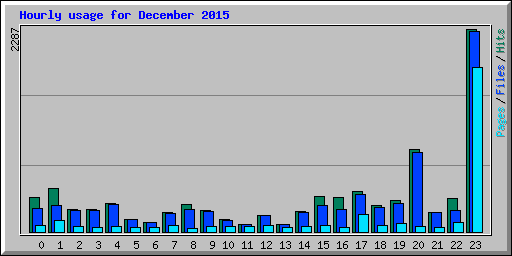 Hourly usage for December 2015
2287
Pages / Files / Hits
0 1 2 3 4 5 6 7 8 9 10 11 12 13 14 15 16 17 18 19 20 21 22 23